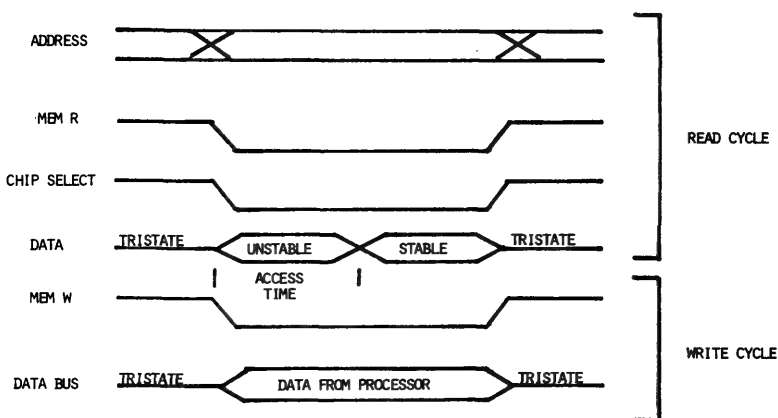 ADDRESS
MEM R
READ CYCLE
CHIP SELECT
DATA TRISTATE UNSTABLE STABLE TRISTATE
ACCESS
TIME
MEM W
WRITE CYCLE
DATA BUS TRISTATE DATA FROM PROCESSOR TRISTATE